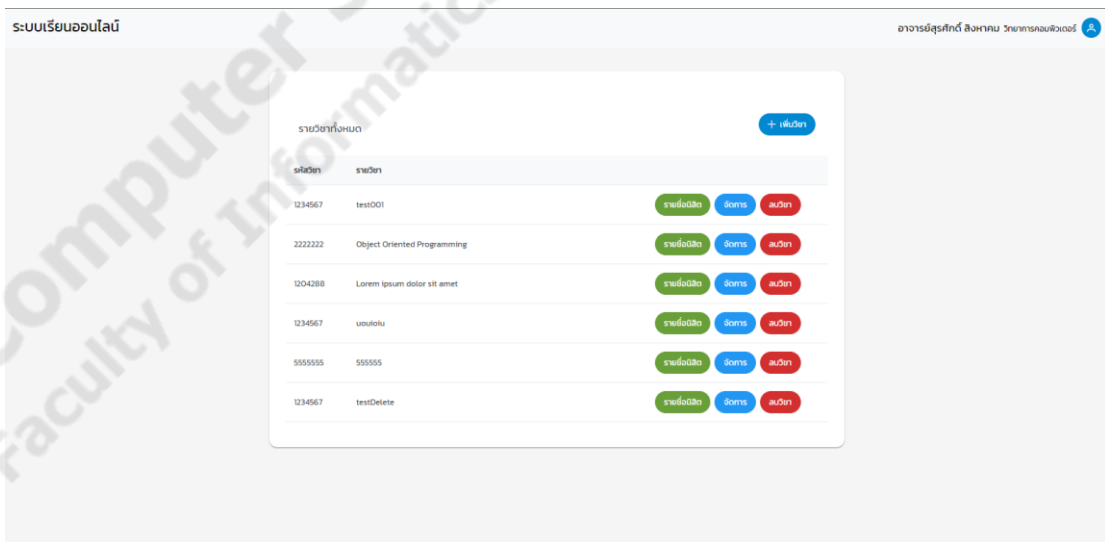 ระบบเรียนออนไลน์
อาจารย์สุรศักดิ์ สิงหาคม วิทยาการคอมพิวเตอร์
รายวิชาทั้งหมด
+ เพิ่มวิชา
รหัสวิชา รายวิชา
1234567 test001 รายชื่อนิสิต จัดการ ลบวิชา
2222222 Object Oriented Programming รายชื่อนิสิต จัดการ ลบวิชา
1204288 Lorem ipsum dolor sit amet รายชื่อนิสิต จัดการ ลบวิชา
1234567 uouioiu รายชื่อนิสิต จัดการ ลบวิชา
5555555 555555 รายชื่อนิสิต จัดการ ลบวิชา
1234567 testDelete รายชื่อนิสิต จัดการ ลบวิชา
Computer
Faculty of Informatics